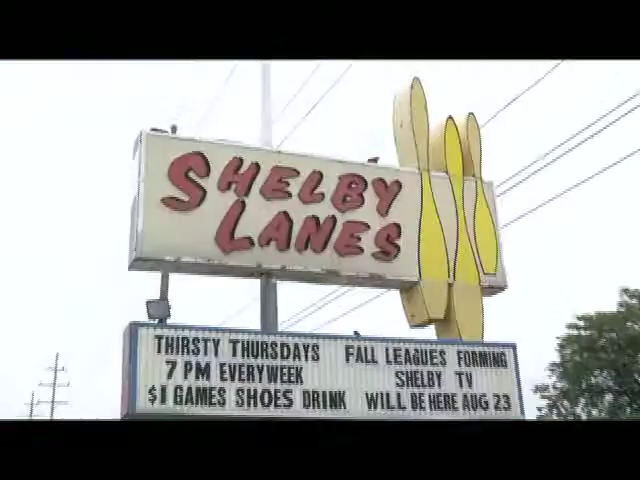 SHELBY
LANES
THIRSTY THURSDAYS
7 PM EVERYWEEK
$1 GAMES SHOES DRINK
FALL LEAGUES FORMING
SHELBY TV
WILL BE HERE AUG 23